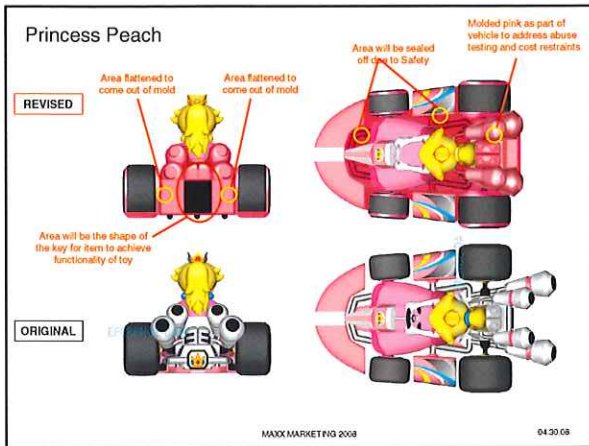 Princess Peach
Molded pink as part of
vehicle to address abuse
testing and cost restraints
Area will be sealed
off due to Safety
Area flattened to
come out of mold
Area flattened to
come out of mold
REVISED
Area will be the shape of
the key for item to achieve
functionality of toy
ORIGINAL
MAXX MARKETING 2008
04.30.08